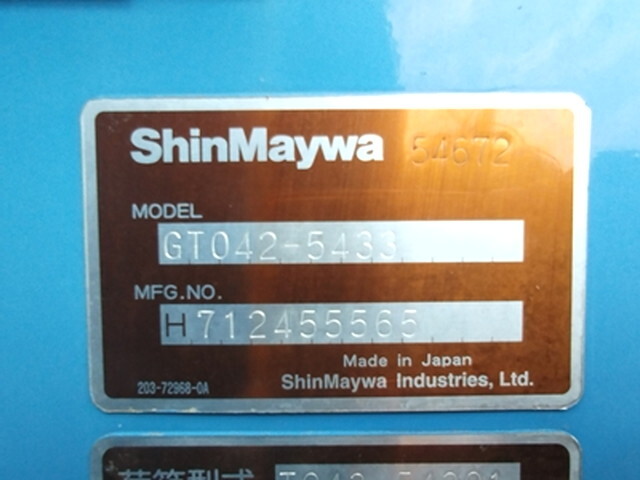 ShinMaywa 54672
MODEL
GT042-5433
MFG.NO.
H712455565
Made in Japan
203-72968-0A ShinMaywa Industries, Ltd.